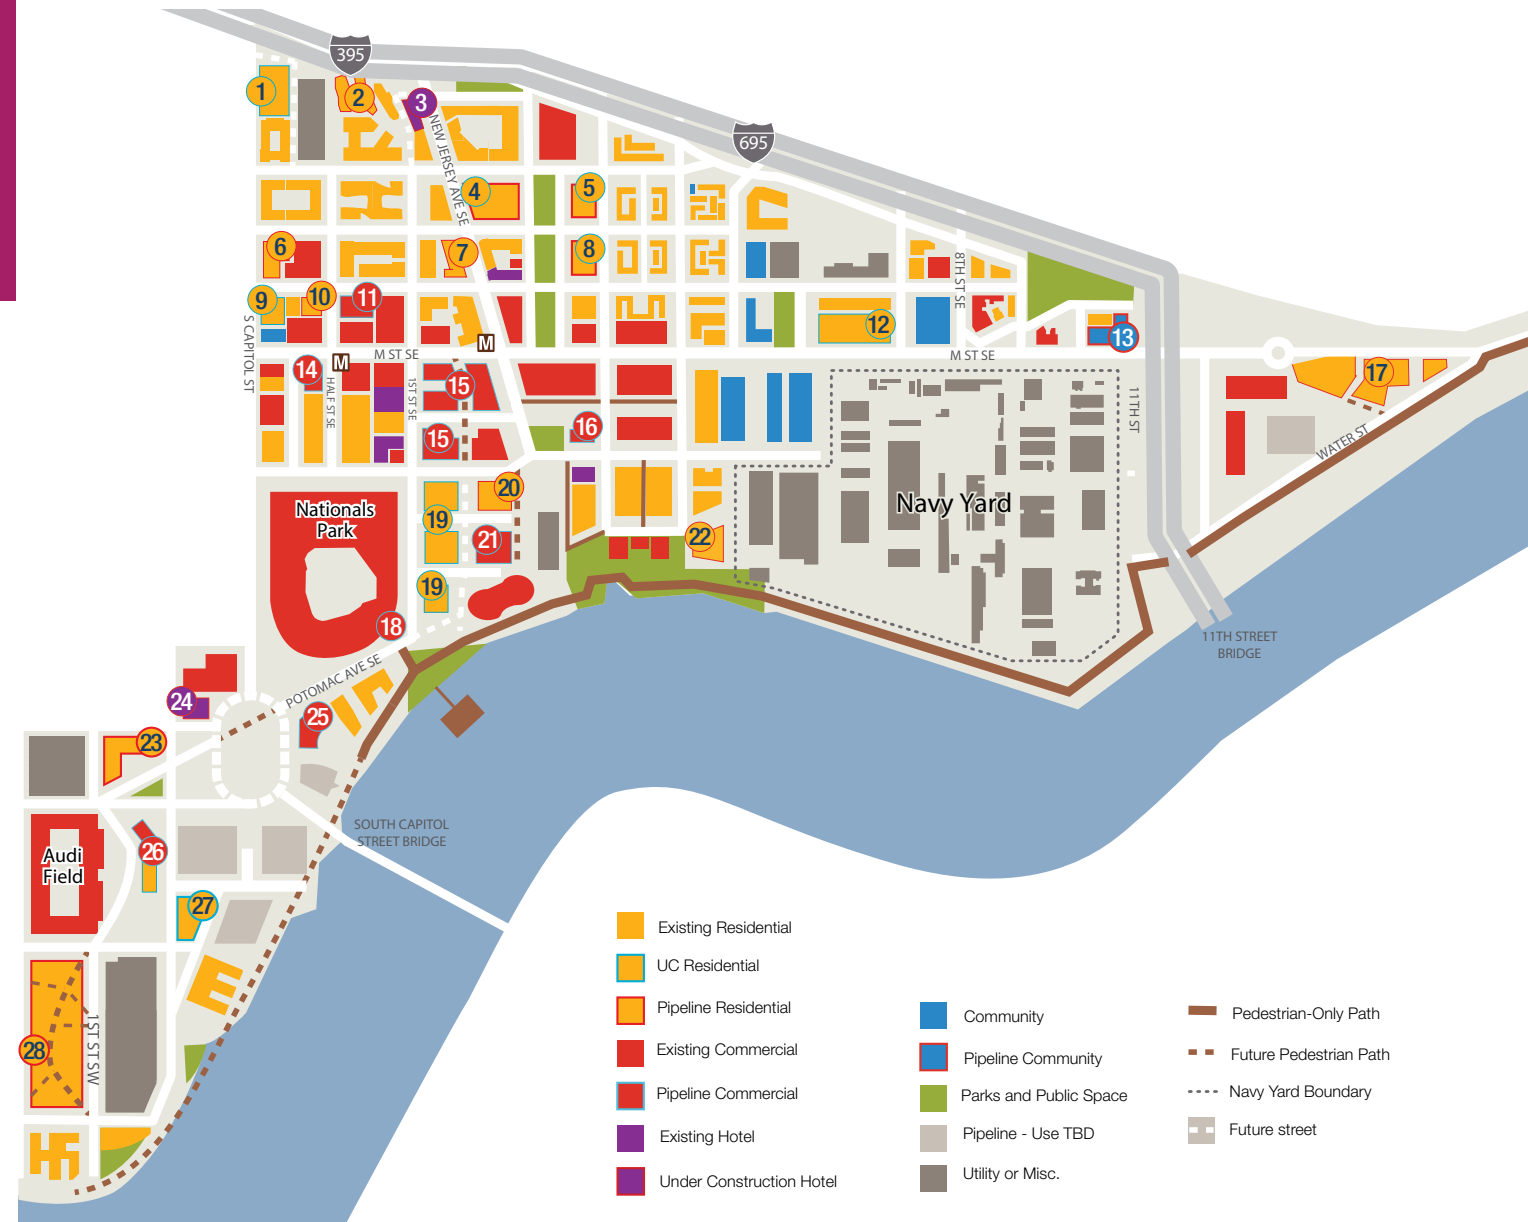 395
1
2
3
695
NEW JERSEY AVE SE
4
5
6
7
8
8TH ST SE
9
10
11
12
13
S CAPITOL ST
M
M
M ST SE
M ST SE
14
HALF ST SE
1ST ST SE
15
16
17
11TH ST
15
WATER ST
Nationals
Park
20
19
21
22
Navy Yard
19
18
11TH STREET
BRIDGE
POTOMAC AVE SE
24
25
23
SOUTH CAPITOL
STREET BRIDGE
Audi
Field
26
27
28
1ST ST SW
Existing Residential
UC Residential
Pipeline Residential
Existing Commercial
Pipeline Commercial
Existing Hotel
Under Construction Hotel
Community
Pipeline Community
Parks and Public Space
Pipeline - Use TBD
Utility or Misc.
Pedestrian-Only Path
Future Pedestrian Path
Navy Yard Boundary
Future street